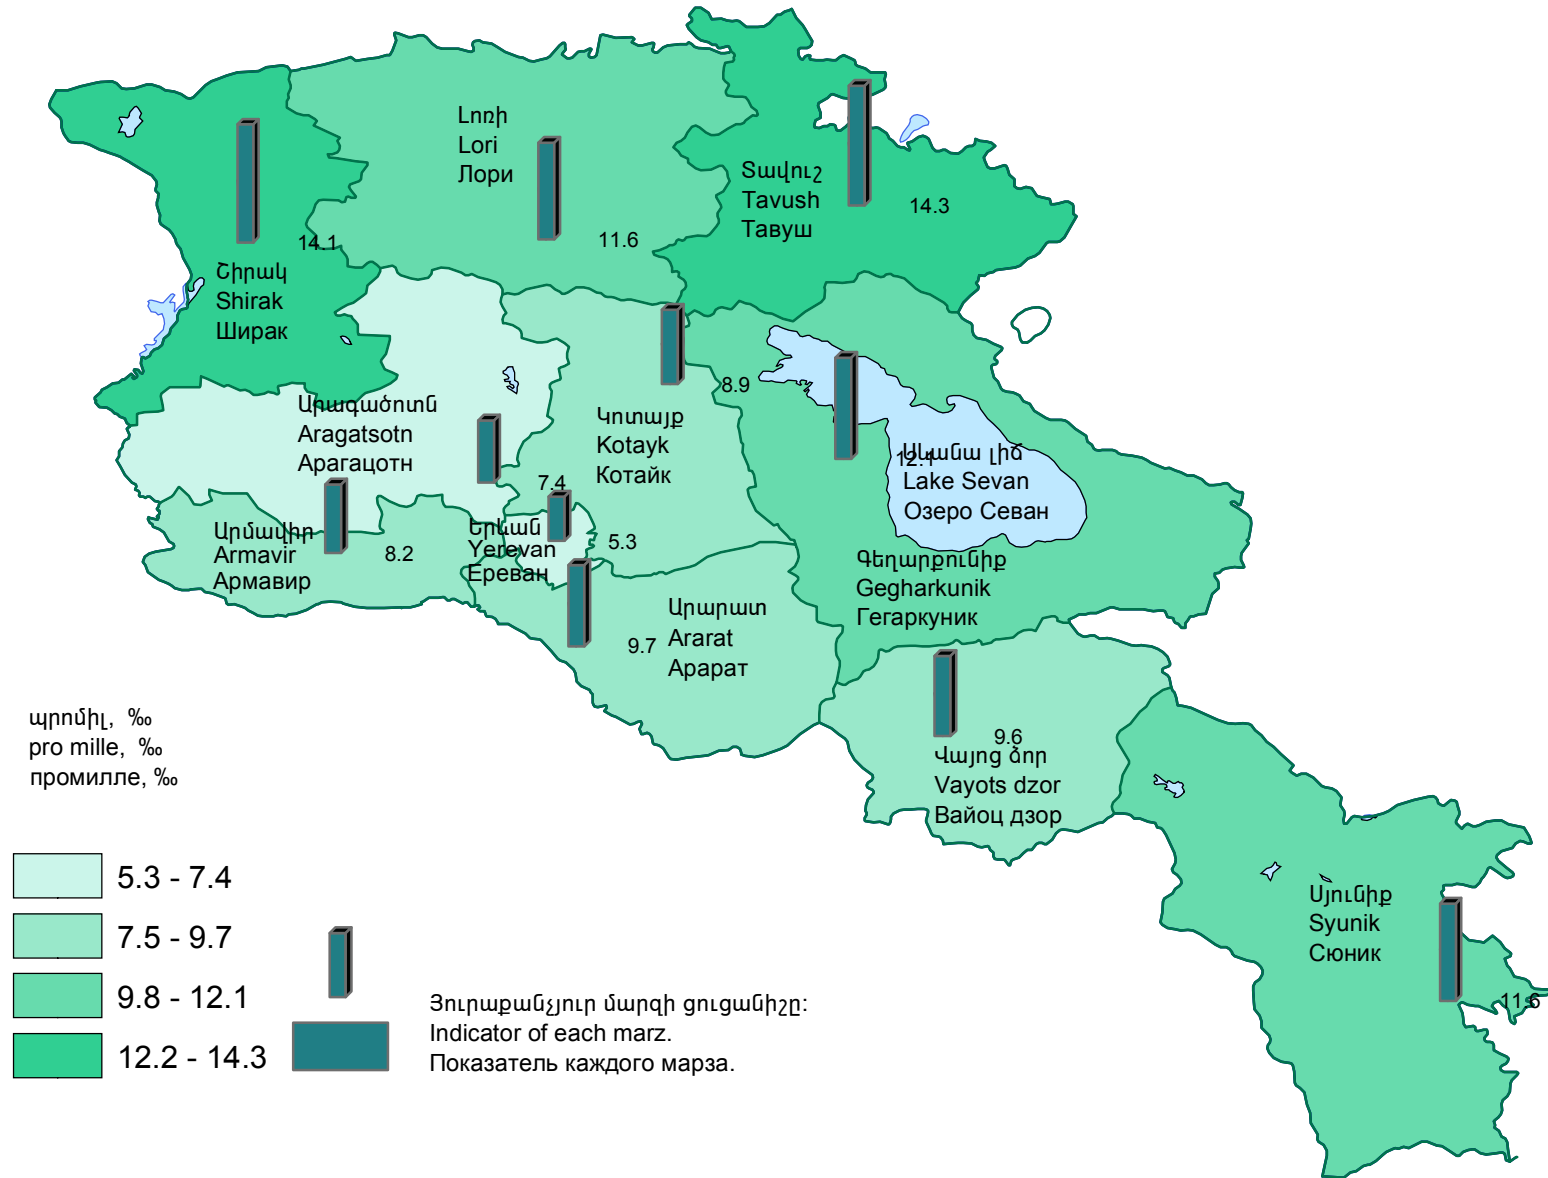 Լոռի
Lori
Лори
11.6
Տավուշ
Tavush
Тавуш
14.3
14.1
Շիրակ
Shirak
Ширак
8.9
Արագածոտն
Aragatsotn
Арагацотн
7.4
Կոտայք
Kotayk
Котайк
12.1
Սևանա լիճ
Lake Sevan
Озеро Севан
Արմավիր
Armavir
Армавир
8.2
Երևան
Yerevan
Ереван
5.3
Գեղարքունիք
Gegharkunik
Гегаркуник
9.7
Արարատ
Ararat
Арарат
9.6
Վայոց ձոր
Vayots dzor
Вайоц дзор
պրոմիլ, ‰
pro mille, ‰
промилле, ‰
5.3 - 7.4
7.5 - 9.7
9.8 - 12.1
12.2 - 14.3
Յուրաքանչյուր մարզի ցուցանիշը:
Indicator of each marz.
Показатель каждого марза.
Սյունիք
Syunik
Сюник
11.6